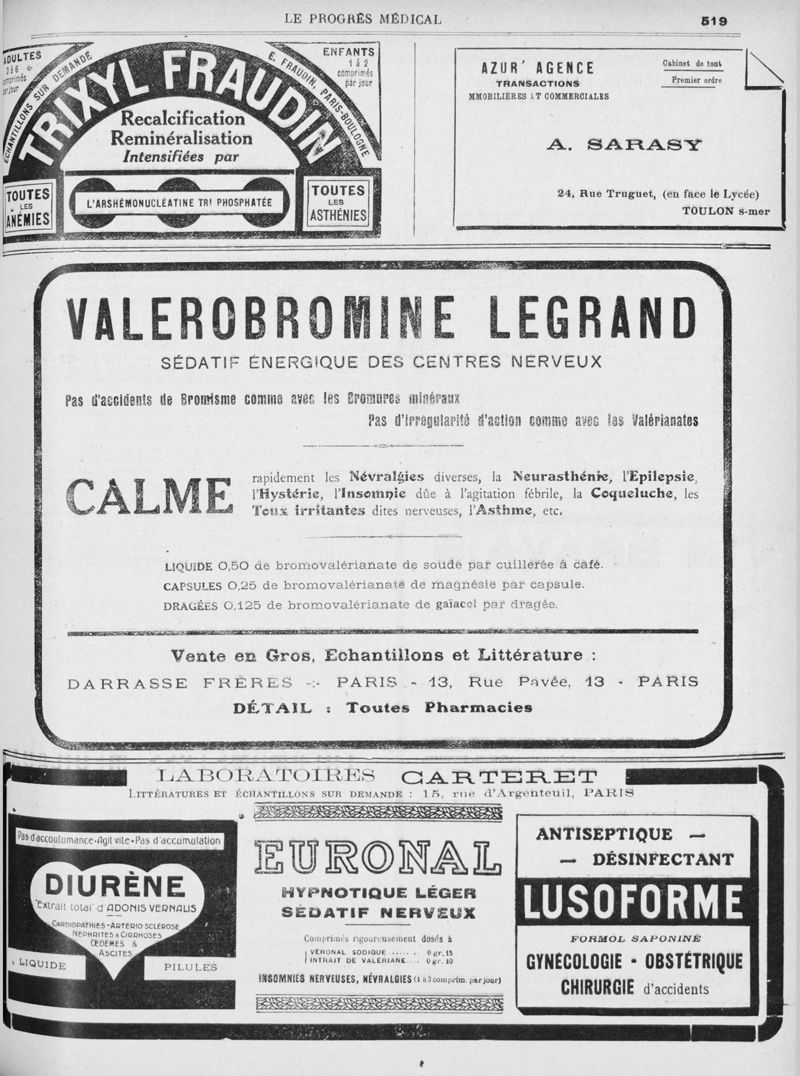 LE PROGRÈS MÉDICAL
519
ADULTES
2 à 6
comprimés
par jour
ÉCHANTILLONS SUR DEMANDE
E. FRAUDIN, PARIS-BOULOGNE
ENFANTS
1 à 2
comprimés
par jour
TRIXYL FRAUDIN
Recalcification
Reminéralisation
Intensifiées par
TOUTES
LES
ANÉMIES
L'ARSHÉMONUCLÉATINE TRI PHOSPHATÉE
TOUTES
LES
ASTHÉNIES
AZUR' AGENCE
TRANSACTIONS
MMOBILIÈRES ET COMMERCIALES
Cabinet de tout
Premier ordre
A. SARASY
24, Rue Truguet, (en face le Lycée)
TOULON s-mer
VALEROBROMINE LEGRAND
SÉDATIF ÉNERGIQUE DES CENTRES NERVEUX
Pas d'accidents de Bromisme comme avec les Bromures minéraux
Pas d'irrégularité d'action comme avec les Valérianates
CALME
rapidement les Névralgies diverses, la Neurasthénie, l'Epilepsie,
l'Hystérie, l'Insomnie dûe à l'agitation fébrile, la Coqueluche, les
Toux irritantes dites nerveuses, l'Asthme, etc.
LIQUIDE 0,50 de bromovalérianate de soude par cuillerée à café.
CAPSULES 0,25 de bromovalérianate de magnésie par capsule.
DRAGÉES 0,125 de bromovalérianate de gaïacol par dragée.
Vente en Gros, Echantillons et Littérature :
DARRASSE FRÈRES -:- PARIS - 13, Rue Pavée, 13 - PARIS
DÉTAIL : Toutes Pharmacies
LABORATOIRES CARTERET
LITTÉRATURES ET ÉCHANTILLONS SUR DEMANDE : 15, rue d'Argenteuil, PARIS
Pas d'accoutumance-Agit vite-Pas d'accumulation
DIURÈNE
"Extrait total" d'ADONIS VERNALIS
CARDIOPATHIES-ARTÉRIO SCLÉROSE
NÉPHRITES & CIRRHOSES
ŒDÈMES &
ASCITES
LIQUIDE
PILULES
EURONAL
HYPNOTIQUE LÉGER
SÉDATIF NERVEUX
Comprimés rigoureusement dosés à
VÉRONAL SODIQUE ....... 0 gr. 15
INTRAIT DE VALÉRIANE.... 0 gr. 10
INSOMNIES NERVEUSES, NÉVRALGIES (1 à 3 comprim. par jour)
ANTISEPTIQUE —
— DÉSINFECTANT
LUSOFORME
FORMOL SAPONINÉ
GYNÉCOLOGIE - OBSTÉTRIQUE
CHIRURGIE d'accidents